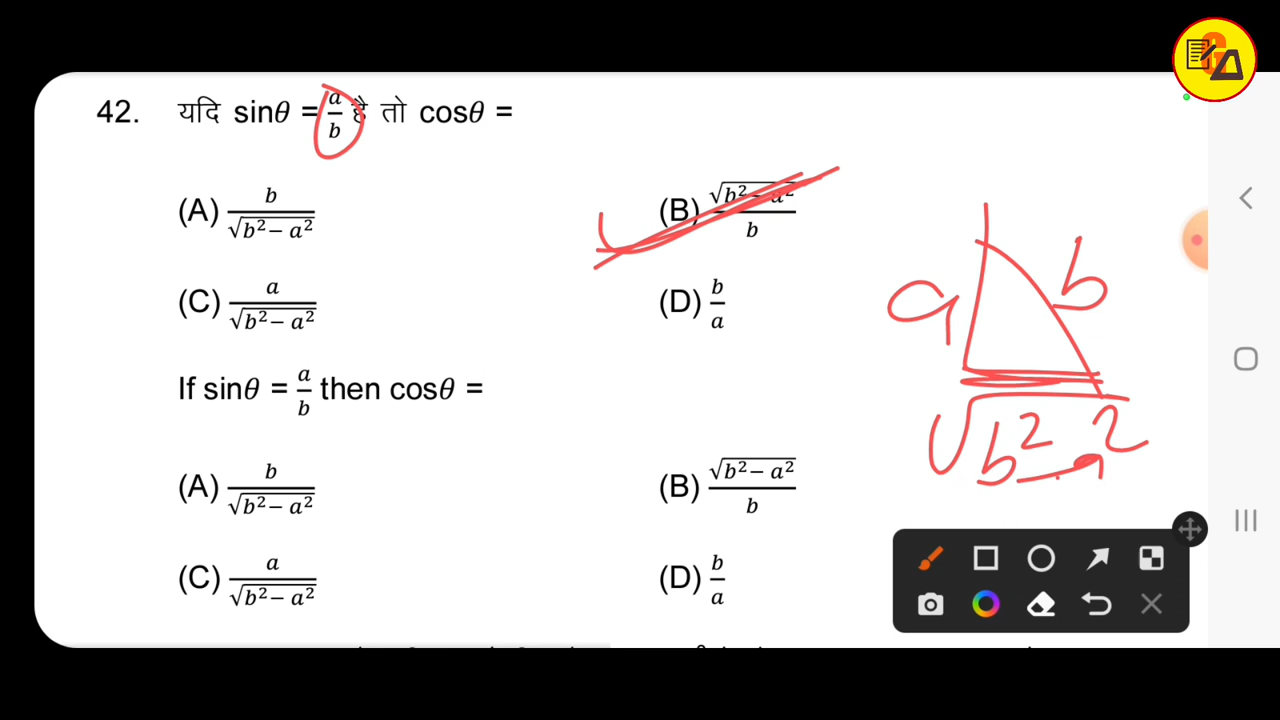 42. यदि sinθ = a/b है तो cosθ =
(A) b/√(b² − a²) (B) √(b² − a²)/b
(C) a/√(b² − a²) (D) b/a
a b
√(b² − a²)
If sinθ = a/b then cosθ =
(A) b/√(b² − a²) (B) √(b² − a²)/b
(C) a/√(b² − a²) (D) b/a